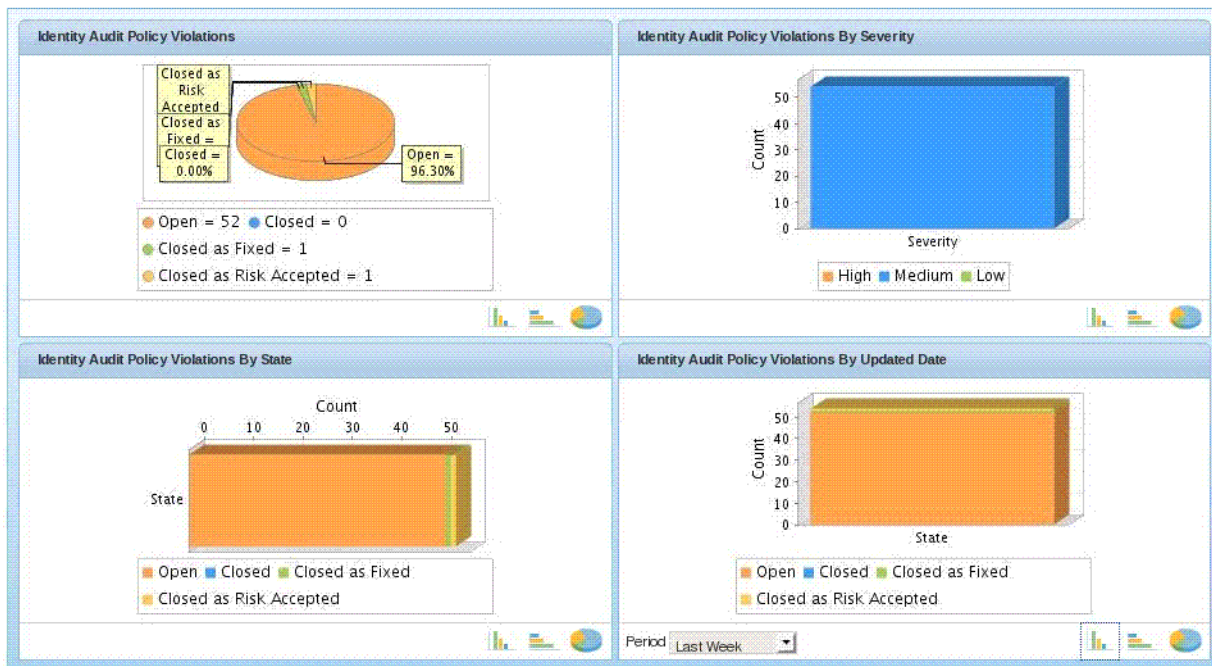 Identity Audit Policy Violations
Closed as
Risk
Accepted
Closed as
Fixed =
Closed =
0.00%
Open =
96.30%
Open = 52 Closed = 0
Closed as Fixed = 1
Closed as Risk Accepted = 1
Identity Audit Policy Violations By Severity
Count
50
40
30
20
10
0
Severity
High Medium Low
Identity Audit Policy Violations By State
Count
0 10 20 30 40 50
State
Open Closed Closed as Fixed
Closed as Risk Accepted
Identity Audit Policy Violations By Updated Date
Count
50
40
30
20
10
0
State
Open Closed Closed as Fixed
Closed as Risk Accepted
Period Last Week